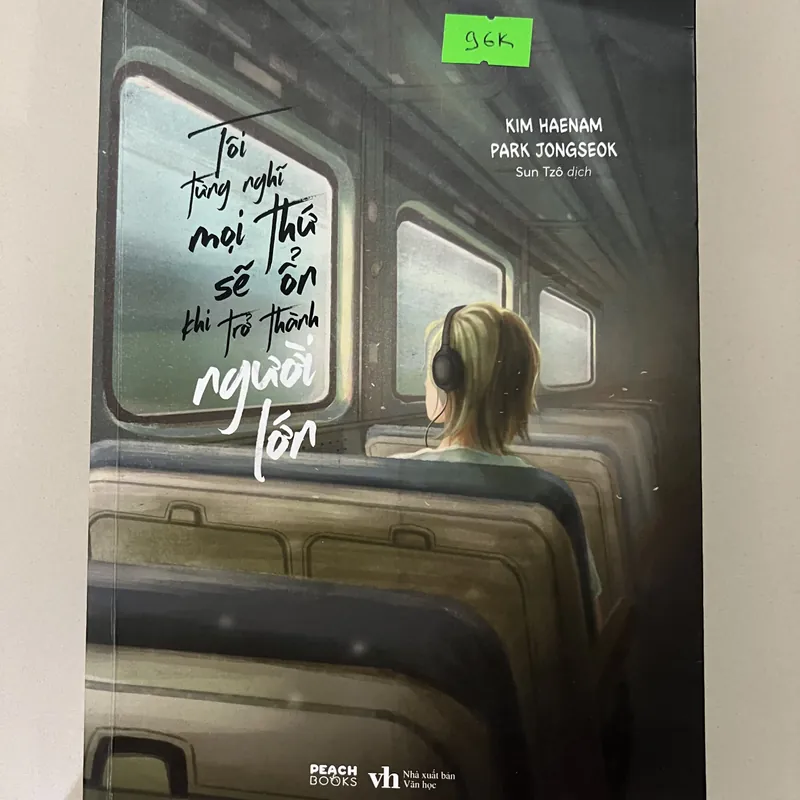 96K
KIM HAENAM
PARK JONGSEOK
Sun Tzô dịch
Tôi
từng nghĩ
mọi thứ
sẽ ổn
khi trở thành
người
lớn
PEACH
BOOKS
vh
Nhà xuất bản
Văn học